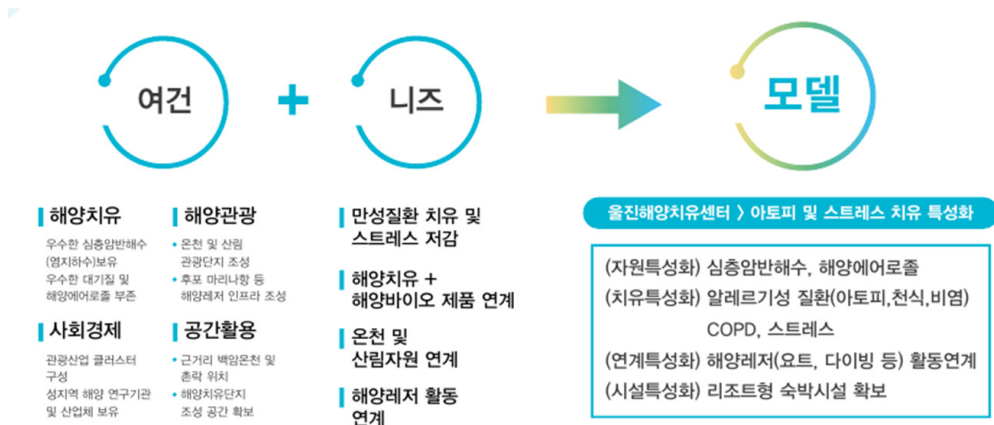 여건
+
니즈
모델
해양치유
우수한 심층암반해수
(염지하수)보유
우수한 대기질 및
해양에어로졸 부존
해양관광
• 온천 및 산림
관광단지 조성
• 후포 마리나항 등
해양레저 인프라 조성
사회경제
관광산업 클러스터
구성
성지역 해양 연구기관
및 산업체 보유
공간활용
• 근거리 백암온천 및
촌락 위치
• 해양치유단지
조성 공간 확보
만성질환 치유 및
스트레스 저감
해양치유 +
해양바이오 제품 연계
온천 및
산림자원 연계
해양레저 활동
연계
울진해양치유센터 > 아토피 및 스트레스 치유 특성화
(자원특성화) 심층암반해수, 해양에어로졸
(치유특성화) 알레르기성 질환(아토피,천식,비염)
COPD, 스트레스
(연계특성화) 해양레저(요트, 다이빙 등) 활동연계
(시설특성화) 리조트형 숙박시설 확보